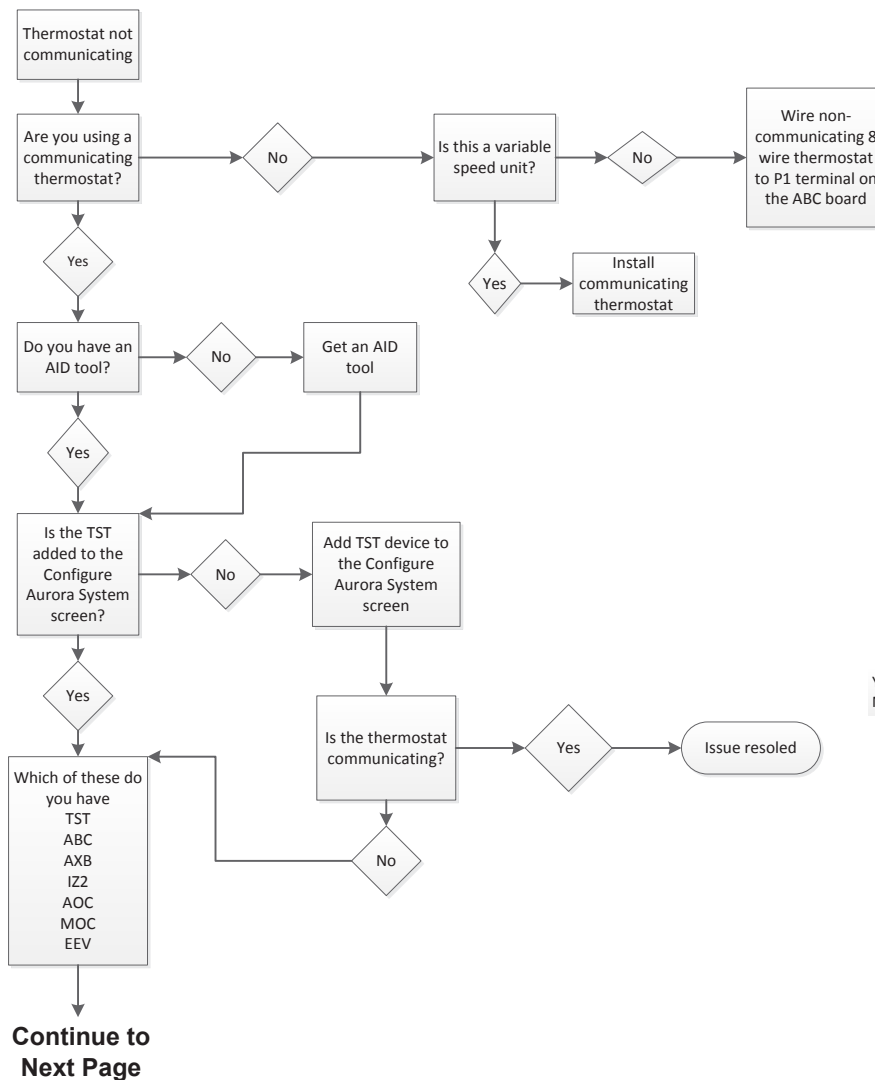 Thermostat not
communicating
Are you using a
communicating
thermostat?
No
Is this a variable
speed unit?
No
Wire non-
communicating 8
wire thermostat
to P1 terminal on
the ABC board
Yes
Yes
Install
communicating
thermostat
Do you have an
AID tool?
No
Get an AID
tool
Yes
Is the TST
added to the
Configure
Aurora System
screen?
No
Add TST device to
the Configure
Aurora System
screen
Yes
Is the thermostat
communicating?
Yes
Issue resoled
No
Which of these do
you have
TST
ABC
AXB
IZ2
AOC
MOC
EEV
Continue to
Next Page